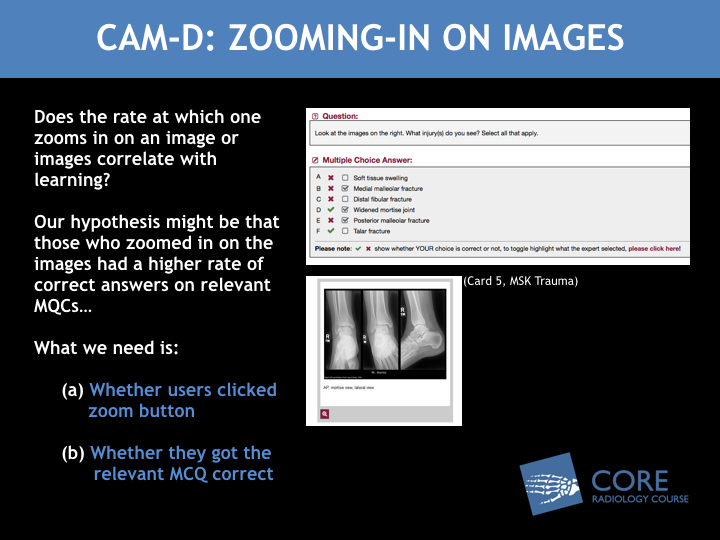 CAM-D: ZOOMING-IN ON IMAGES
Does the rate at which one
zooms in on an image or
images correlate with
learning?
Our hypothesis might be that
those who zoomed in on the
images had a higher rate of
correct answers on relevant
MQCs…
What we need is:
(a) Whether users clicked
zoom button
(b) Whether they got the
relevant MCQ correct
Question:
Look at the images on the right. What injury(s) do you see? Select all that apply.
Multiple Choice Answer:
A Soft tissue swelling
B Medial malleolar fracture
C Distal fibular fracture
D Widened mortise joint
E Posterior malleolar fracture
F Talar fracture
Please note: ✔ ✖ show whether YOUR choice is correct or not, to toggle highlight what the expert selected, please click here!
(Card 5, MSK Trauma)
AP, mortise view, lateral view
CORE
RADIOLOGY COURSE